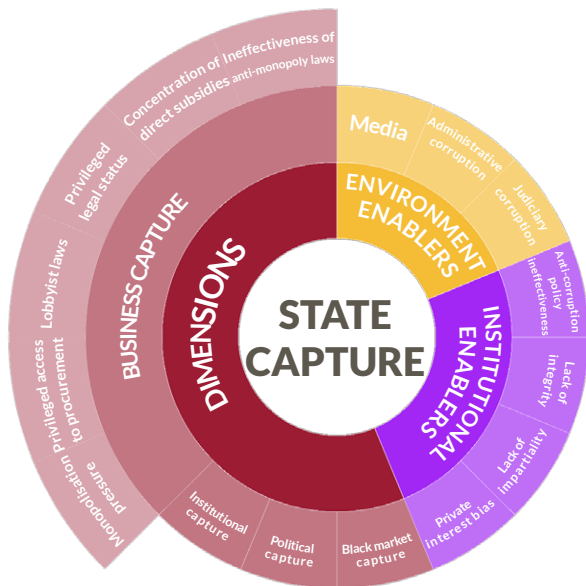 STATE
CAPTURE
DIMENSIONS
BUSINESS CAPTURE
Ineffectiveness of
anti-monopoly laws
Concentration of
direct subsidies
Privileged
legal status
Lobbyist laws
Privileged access
to procurement
Monopolisation
pressure
Institutional
capture
Political
capture
Black market
capture
ENVIRONMENT
ENABLERS
Media
Administrative
corruption
Judiciary
corruption
INSTITUTIONAL
ENABLERS
Anti-corruption
policy
ineffectiveness
Lack of
integrity
Lack of
impartiality
Private
interest bias